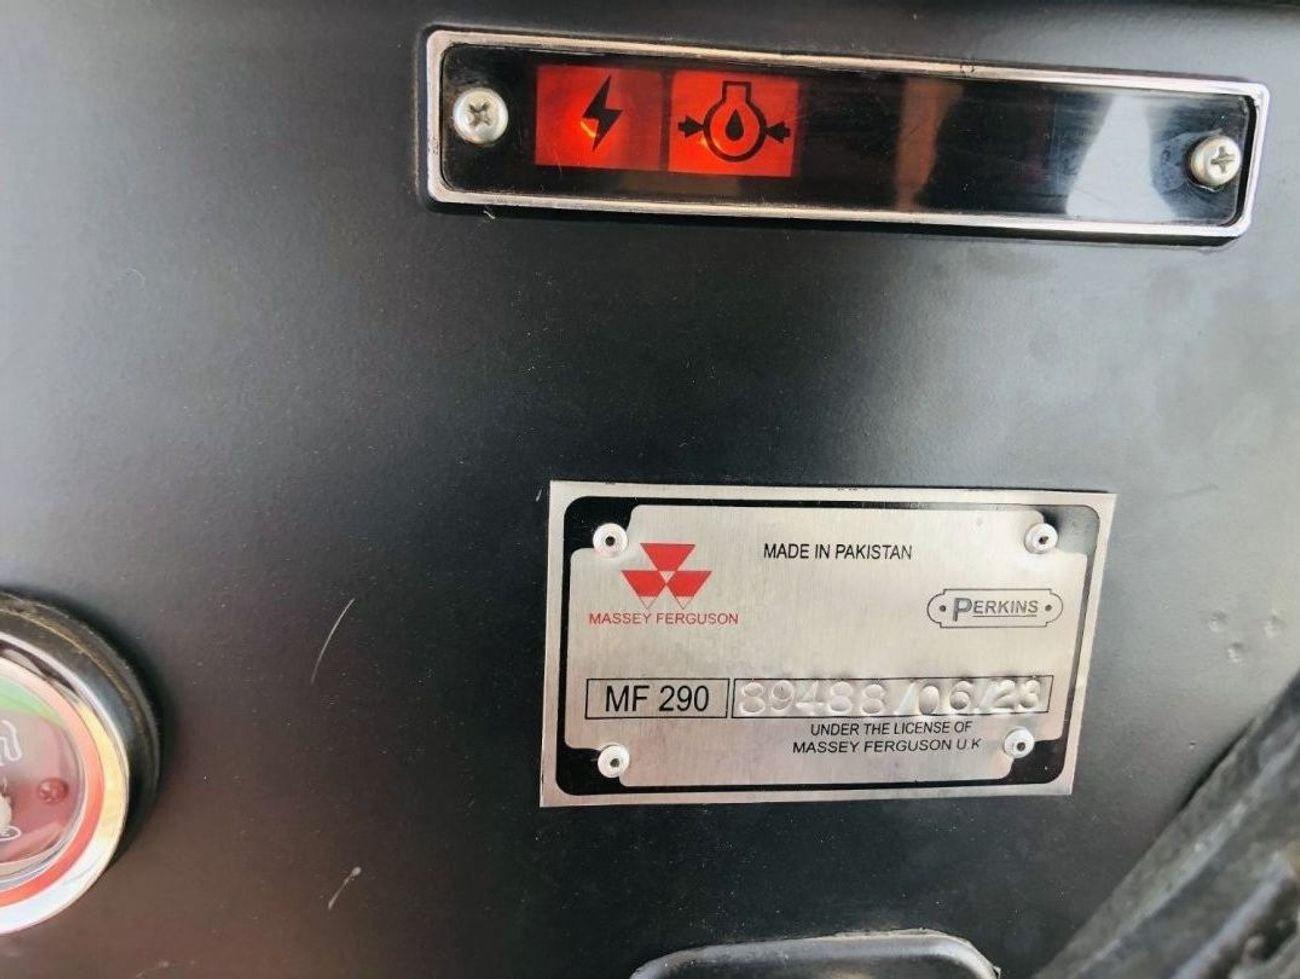 MADE IN PAKISTAN
MASSEY FERGUSON
PERKINS
MF 290 89488/06/23
UNDER THE LICENSE OF
MASSEY FERGUSON U.K